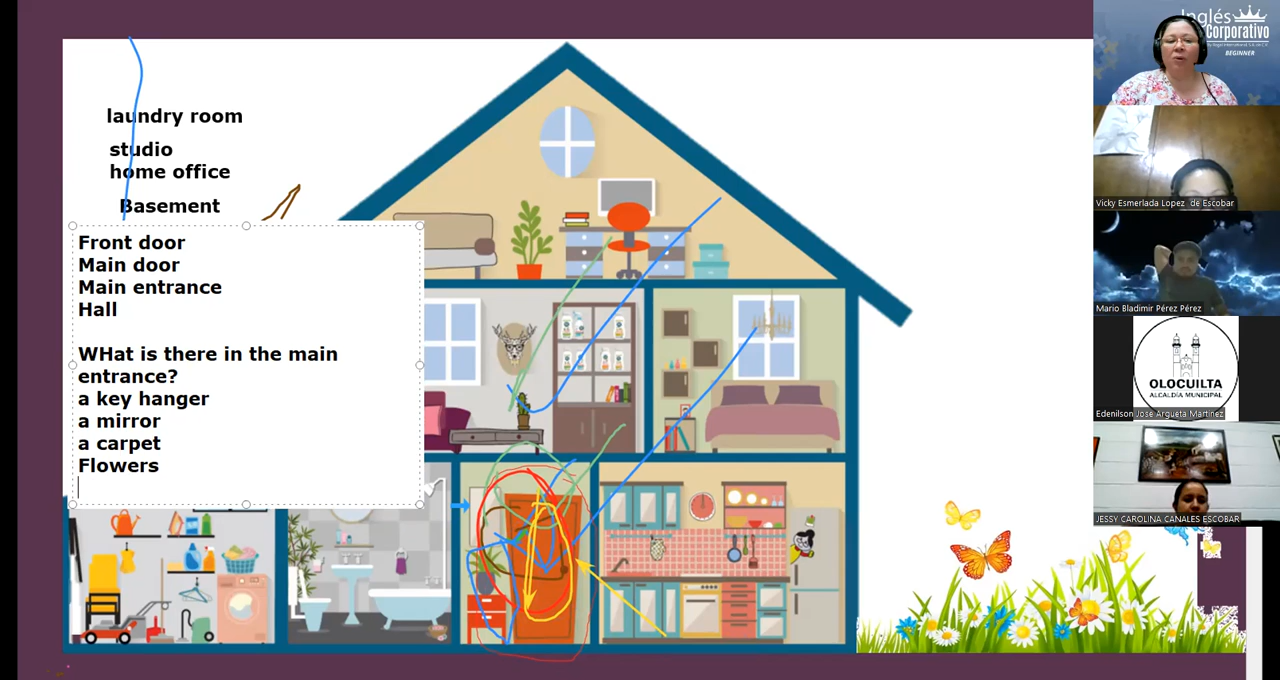 laundry room
studio
home office
Basement
Front door
Main door
Main entrance
Hall
WHat is there in the main
entrance?
a key hanger
a mirror
a carpet
Flowers
Inglés
Corporativo
BEGINNER
Vicky Esmerlada Lopez de Escobar
Mario Bladimir Pérez Pérez
OLOCUILTA
ALCALDÍA MUNICIPAL
Edenilson Jose Argueta Martinez
JESSY CAROLINA CANALES ESCOBAR